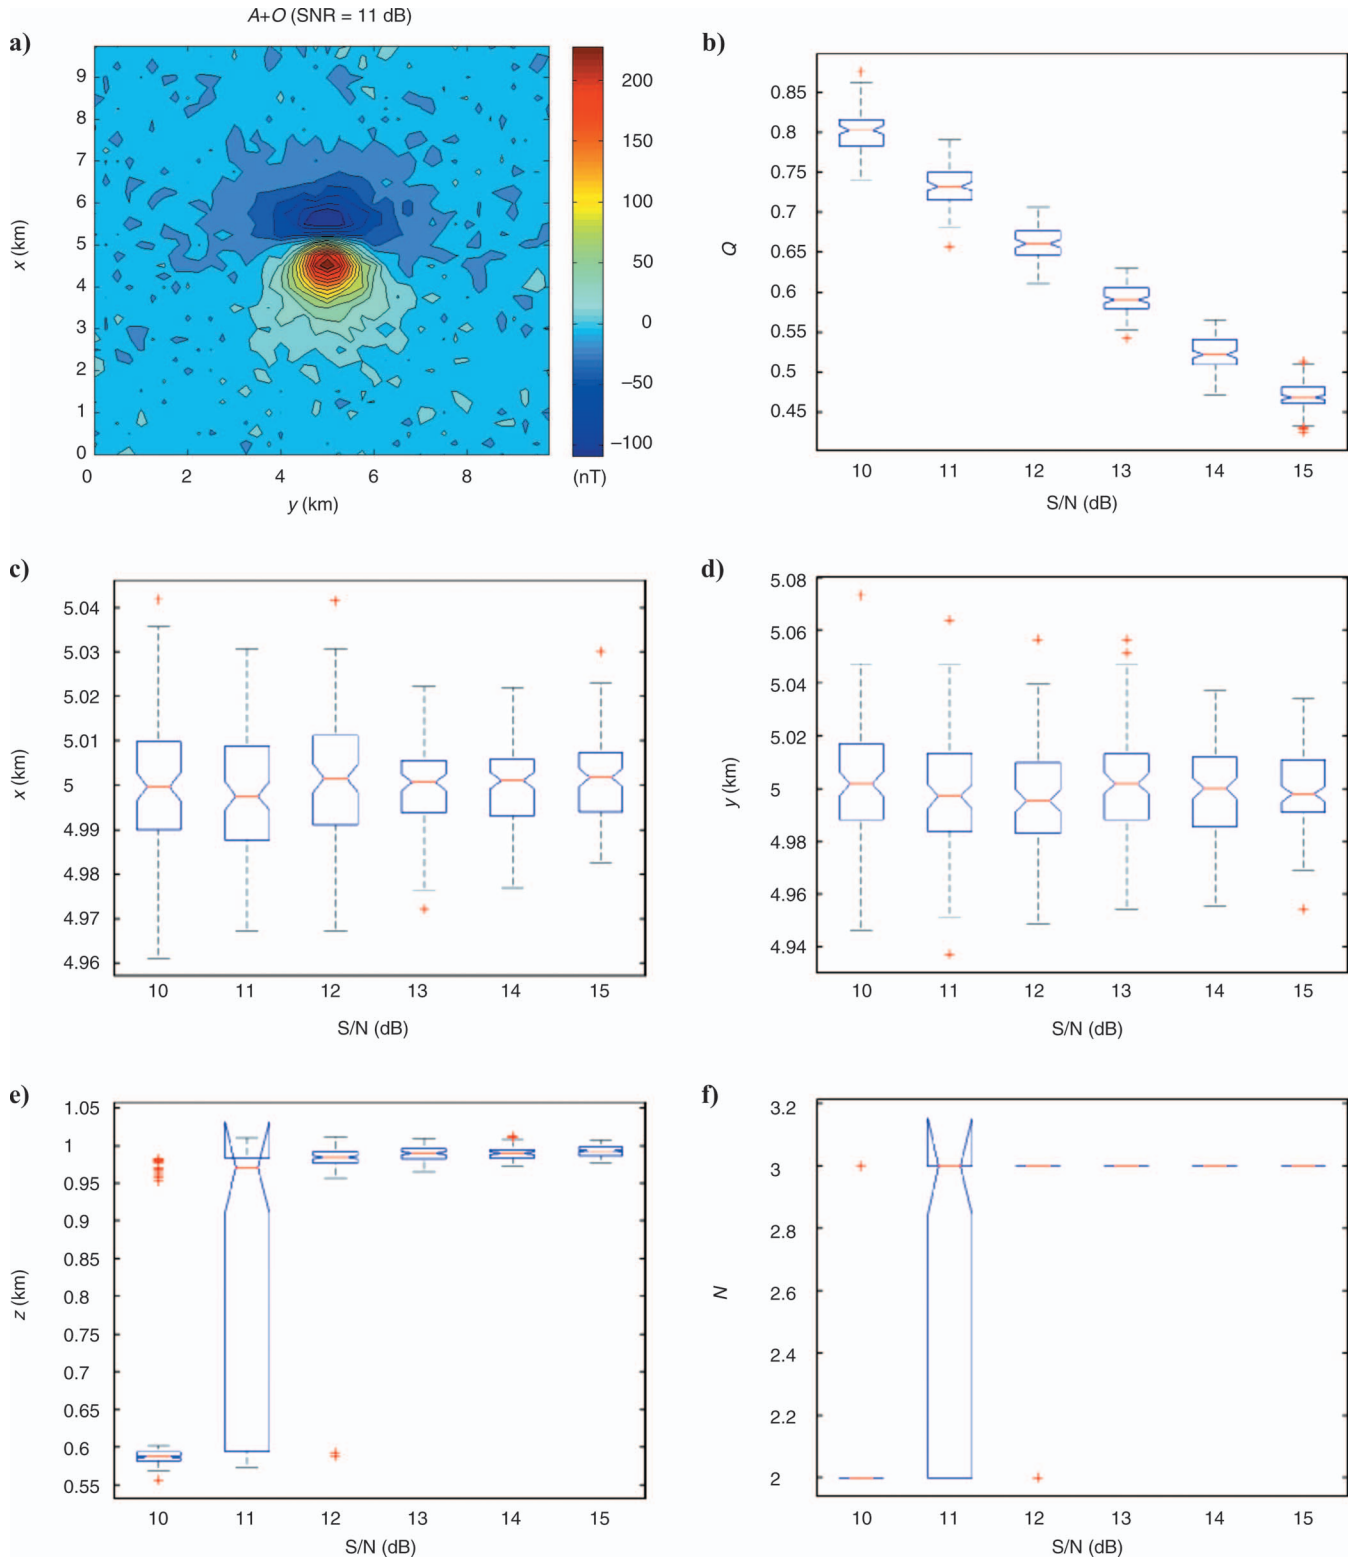 A+O (SNR = 11 dB)
a)
9
8
7
6
5
4
3
2
1
0
x (km)
0 2 4 6 8
y (km)
200
150
100
50
0
–50
–100
(nT)
b)
0.85
0.8
0.75
0.7
0.65
0.6
0.55
0.5
0.45
Q
10 11 12 13 14 15
S/N (dB)
c)
5.04
5.03
5.02
5.01
5
4.99
4.98
4.97
4.96
x (km)
10 11 12 13 14 15
S/N (dB)
d)
5.08
5.06
5.04
5.02
5
4.98
4.96
4.94
y (km)
10 11 12 13 14 15
S/N (dB)
e)
1.05
1
0.95
0.9
0.85
0.8
0.75
0.7
0.65
0.6
0.55
z (km)
10 11 12 13 14 15
S/N (dB)
f)
3.2
3
2.8
2.6
2.4
2.2
2
N
10 11 12 13 14 15
S/N (dB)